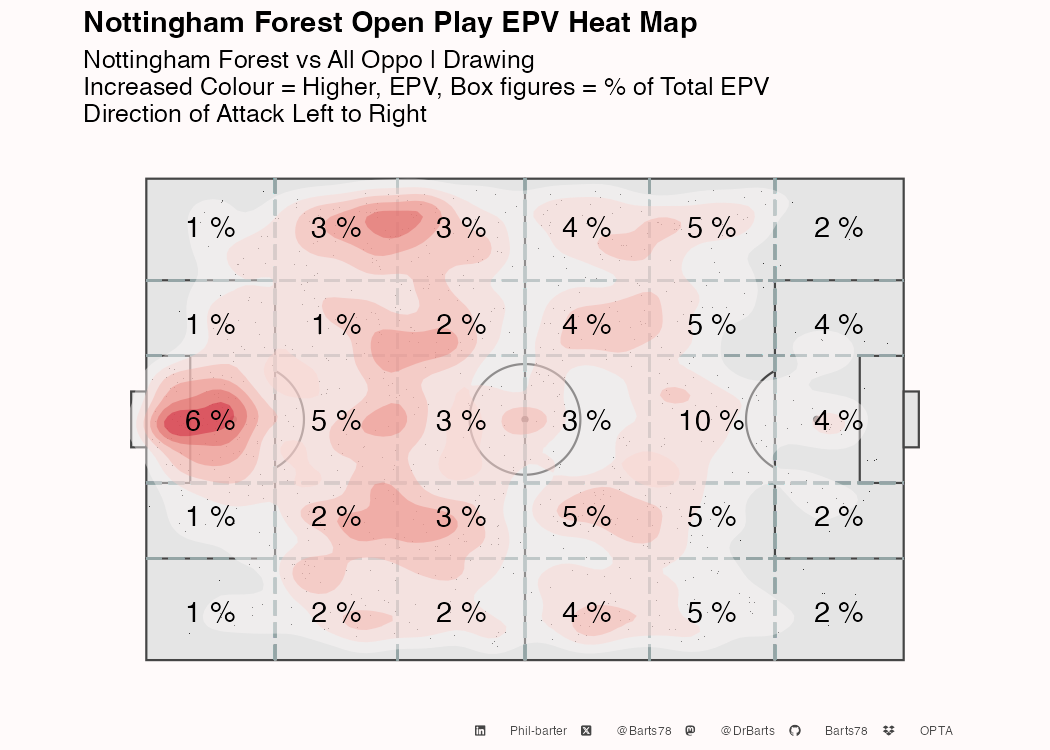 Nottingham Forest Open Play EPV Heat Map
Nottingham Forest vs All Oppo | Drawing
Increased Colour = Higher, EPV, Box figures = % of Total EPV
Direction of Attack Left to Right
1 % 3 % 3 % 4 % 5 % 2 %
1 % 1 % 2 % 4 % 5 % 4 %
6 % 5 % 3 % 3 % 10 % 4 %
1 % 2 % 3 % 5 % 5 % 2 %
1 % 2 % 2 % 4 % 5 % 2 %
Phil-barter @Barts78 @DrBarts Barts78 OPTA